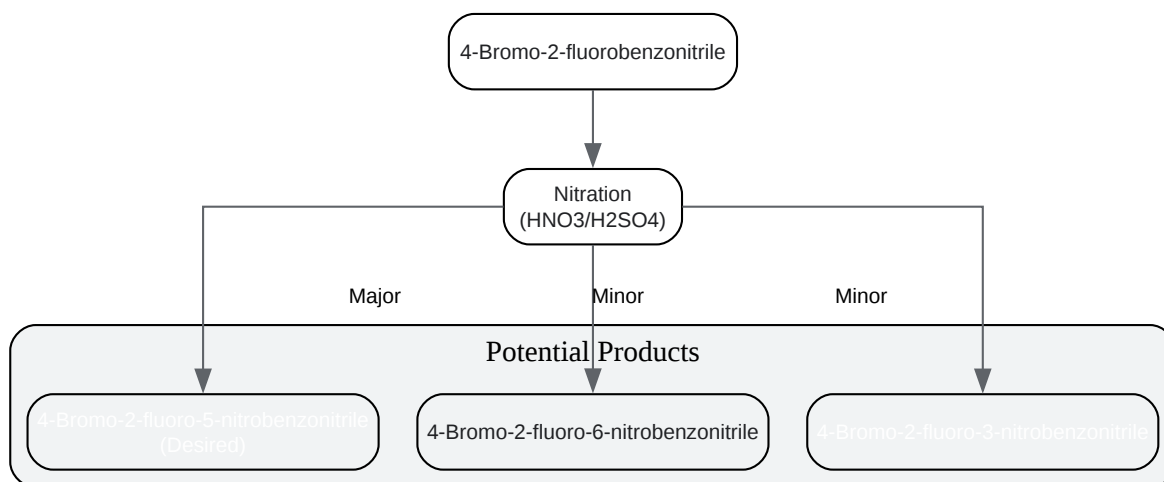 4-Bromo-2-fluorobenzonitrile
Nitration
(HNO3/H2SO4)
Major
Minor
Minor
Potential Products
4-Bromo-2-fluoro-5-nitrobenzonitrile
(Desired)
4-Bromo-2-fluoro-6-nitrobenzonitrile
4-Bromo-2-fluoro-3-nitrobenzonitrile